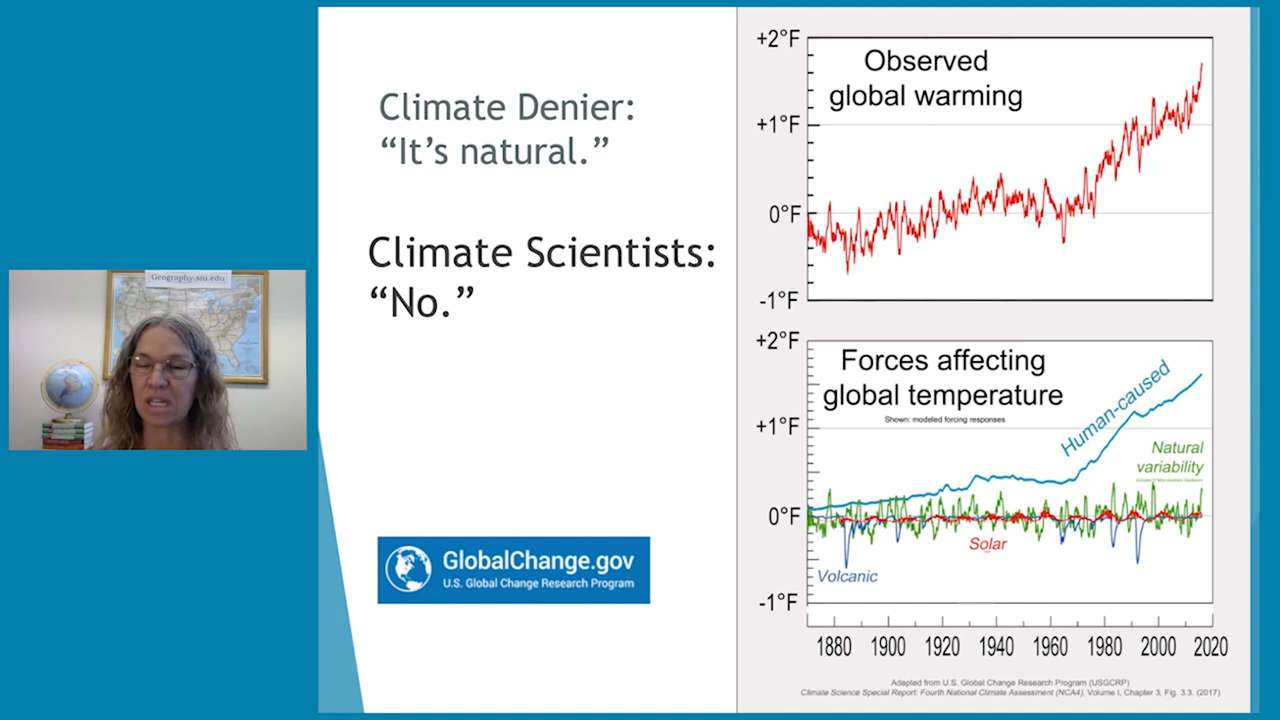 Geography.siu.edu
Climate Denier:
“It’s natural.”
Climate Scientists:
“No.”
GlobalChange.gov
U.S. Global Change Research Program
+2°F
Observed
global warming
+1°F
0°F
-1°F
+2°F
Forces affecting
global temperature
Shown: modeled forcing responses
Human-caused
+1°F
Natural
variability
0°F
Solar
Volcanic
-1°F
1880 1900 1920 1940 1960 1980 2000 2020
Adapted from U.S. Global Change Research Program (USGCRP)
Climate Science Special Report: Fourth National Climate Assessment (NCA4), Volume I, Chapter 3, Fig. 3.3. (2017)